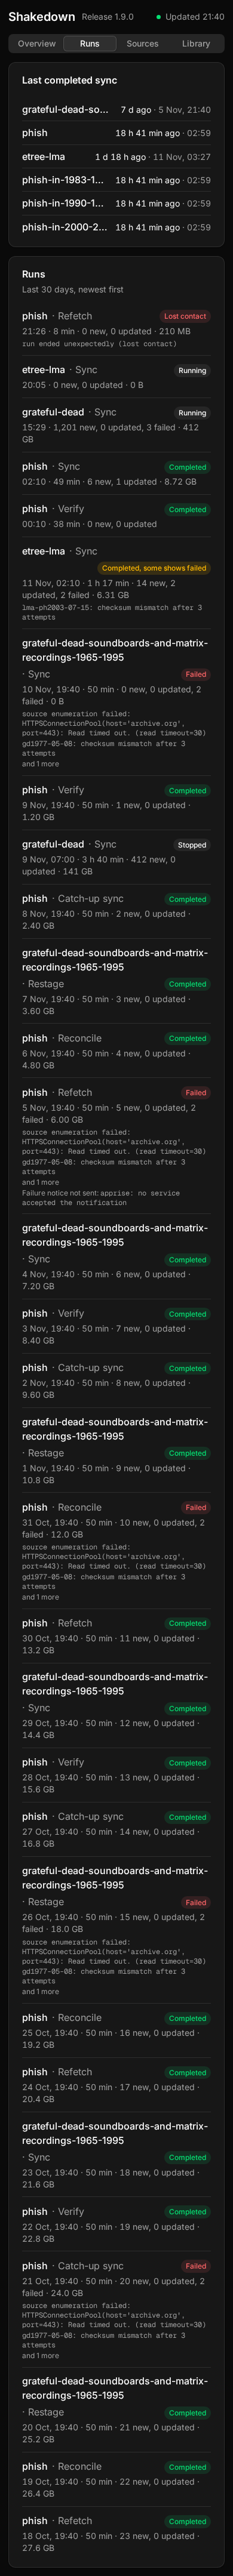 Shakedown Release 1.9.0 Updated 21:40
Overview Runs Sources Library
Last completed sync
grateful-dead-so... 7 d ago · 5 Nov, 21:40
phish 18 h 41 min ago · 02:59
etree-lma 1 d 18 h ago · 11 Nov, 03:27
phish-in-1983-1... 18 h 41 min ago · 02:59
phish-in-1990-1... 18 h 41 min ago · 02:59
phish-in-2000-2... 18 h 41 min ago · 02:59
Runs
Last 30 days, newest first
phish · Refetch Lost contact
21:26 · 8 min · 0 new, 0 updated · 210 MB
run ended unexpectedly (lost contact)
etree-lma · Sync Running
20:05 · 0 new, 0 updated · 0 B
grateful-dead · Sync Running
15:29 · 1,201 new, 0 updated, 3 failed · 412
GB
phish · Sync Completed
02:10 · 49 min · 6 new, 1 updated · 8.72 GB
phish · Verify Completed
00:10 · 38 min · 0 new, 0 updated
etree-lma · Sync
Completed, some shows failed
11 Nov, 02:10 · 1 h 17 min · 14 new, 2
updated, 2 failed · 6.31 GB
lma-ph2003-07-15: checksum mismatch after 3
attempts
grateful-dead-soundboards-and-matrix-
recordings-1965-1995
· Sync Failed
10 Nov, 19:40 · 50 min · 0 new, 0 updated, 2
failed · 0 B
source enumeration failed:
HTTPSConnectionPool(host='archive.org',
port=443): Read timed out. (read timeout=30)
gd1977-05-08: checksum mismatch after 3
attempts
and 1 more
phish · Verify Completed
9 Nov, 19:40 · 50 min · 1 new, 0 updated ·
1.20 GB
grateful-dead · Sync Stopped
9 Nov, 07:00 · 3 h 40 min · 412 new, 0
updated · 141 GB
phish · Catch-up sync Completed
8 Nov, 19:40 · 50 min · 2 new, 0 updated ·
2.40 GB
grateful-dead-soundboards-and-matrix-
recordings-1965-1995
· Restage Completed
7 Nov, 19:40 · 50 min · 3 new, 0 updated ·
3.60 GB
phish · Reconcile Completed
6 Nov, 19:40 · 50 min · 4 new, 0 updated ·
4.80 GB
phish · Refetch Failed
5 Nov, 19:40 · 50 min · 5 new, 0 updated, 2
failed · 6.00 GB
source enumeration failed:
HTTPSConnectionPool(host='archive.org',
port=443): Read timed out. (read timeout=30)
gd1977-05-08: checksum mismatch after 3
attempts
and 1 more
Failure notice not sent: apprise: no service
accepted the notification
grateful-dead-soundboards-and-matrix-
recordings-1965-1995
· Sync Completed
4 Nov, 19:40 · 50 min · 6 new, 0 updated ·
7.20 GB
phish · Verify Completed
3 Nov, 19:40 · 50 min · 7 new, 0 updated ·
8.40 GB
phish · Catch-up sync Completed
2 Nov, 19:40 · 50 min · 8 new, 0 updated ·
9.60 GB
grateful-dead-soundboards-and-matrix-
recordings-1965-1995
· Restage Completed
1 Nov, 19:40 · 50 min · 9 new, 0 updated ·
10.8 GB
phish · Reconcile Failed
31 Oct, 19:40 · 50 min · 10 new, 0 updated, 2
failed · 12.0 GB
source enumeration failed:
HTTPSConnectionPool(host='archive.org',
port=443): Read timed out. (read timeout=30)
gd1977-05-08: checksum mismatch after 3
attempts
and 1 more
phish · Refetch Completed
30 Oct, 19:40 · 50 min · 11 new, 0 updated ·
13.2 GB
grateful-dead-soundboards-and-matrix-
recordings-1965-1995
· Sync Completed
29 Oct, 19:40 · 50 min · 12 new, 0 updated ·
14.4 GB
phish · Verify Completed
28 Oct, 19:40 · 50 min · 13 new, 0 updated ·
15.6 GB
phish · Catch-up sync Completed
27 Oct, 19:40 · 50 min · 14 new, 0 updated ·
16.8 GB
grateful-dead-soundboards-and-matrix-
recordings-1965-1995
· Restage Failed
26 Oct, 19:40 · 50 min · 15 new, 0 updated, 2
failed · 18.0 GB
source enumeration failed:
HTTPSConnectionPool(host='archive.org',
port=443): Read timed out. (read timeout=30)
gd1977-05-08: checksum mismatch after 3
attempts
and 1 more
phish · Reconcile Completed
25 Oct, 19:40 · 50 min · 16 new, 0 updated ·
19.2 GB
phish · Refetch Completed
24 Oct, 19:40 · 50 min · 17 new, 0 updated ·
20.4 GB
grateful-dead-soundboards-and-matrix-
recordings-1965-1995
· Sync Completed
23 Oct, 19:40 · 50 min · 18 new, 0 updated ·
21.6 GB
phish · Verify Completed
22 Oct, 19:40 · 50 min · 19 new, 0 updated ·
22.8 GB
phish · Catch-up sync Failed
21 Oct, 19:40 · 50 min · 20 new, 0 updated, 2
failed · 24.0 GB
source enumeration failed:
HTTPSConnectionPool(host='archive.org',
port=443): Read timed out. (read timeout=30)
gd1977-05-08: checksum mismatch after 3
attempts
and 1 more
grateful-dead-soundboards-and-matrix-
recordings-1965-1995
· Restage Completed
20 Oct, 19:40 · 50 min · 21 new, 0 updated ·
25.2 GB
phish · Reconcile Completed
19 Oct, 19:40 · 50 min · 22 new, 0 updated ·
26.4 GB
phish · Refetch Completed
18 Oct, 19:40 · 50 min · 23 new, 0 updated ·
27.6 GB